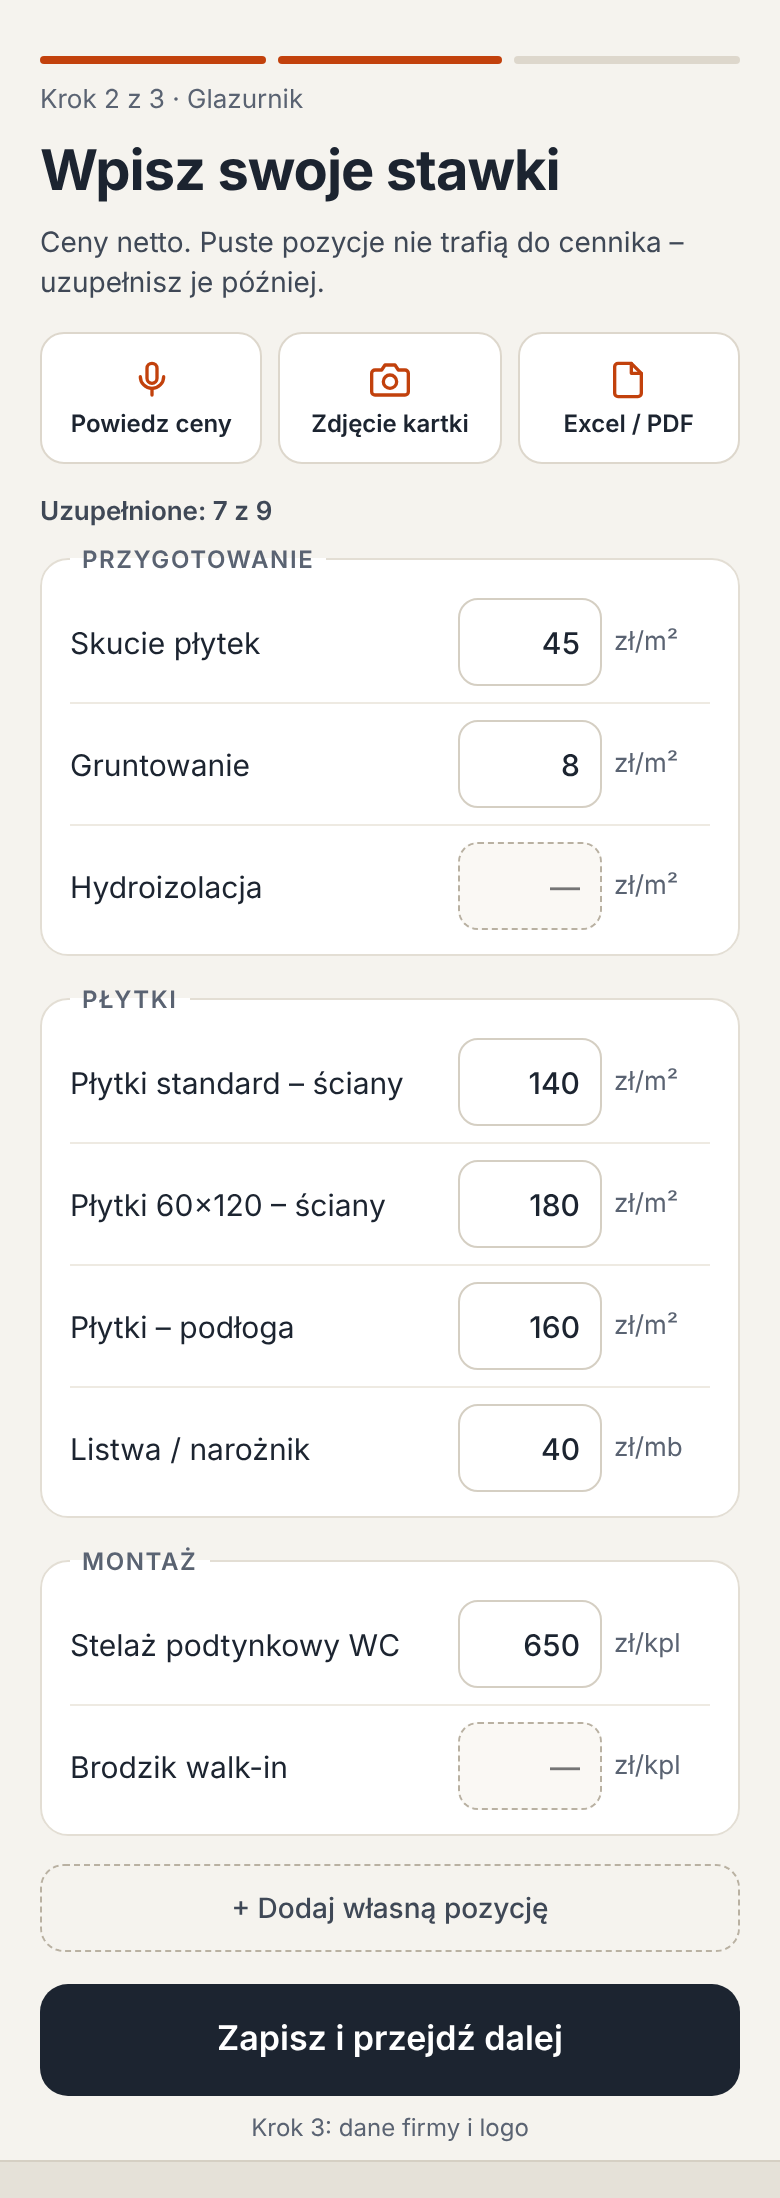 Krok 2 z 3 · Glazurnik
Wpisz swoje stawki
Ceny netto. Puste pozycje nie trafią do cennika –
uzupełnisz je później.
Powiedz ceny
Zdjęcie kartki
Excel / PDF
Uzupełnione: 7 z 9
PRZYGOTOWANIE
Skucie płytek 45 zł/m²
Gruntowanie 8 zł/m²
Hydroizolacja — zł/m²
PŁYTKI
Płytki standard – ściany 140 zł/m²
Płytki 60×120 – ściany 180 zł/m²
Płytki – podłoga 160 zł/m²
Listwa / narożnik 40 zł/mb
MONTAŻ
Stelaż podtynkowy WC 650 zł/kpl
Brodzik walk-in — zł/kpl
+ Dodaj własną pozycję
Zapisz i przejdź dalej
Krok 3: dane firmy i logo